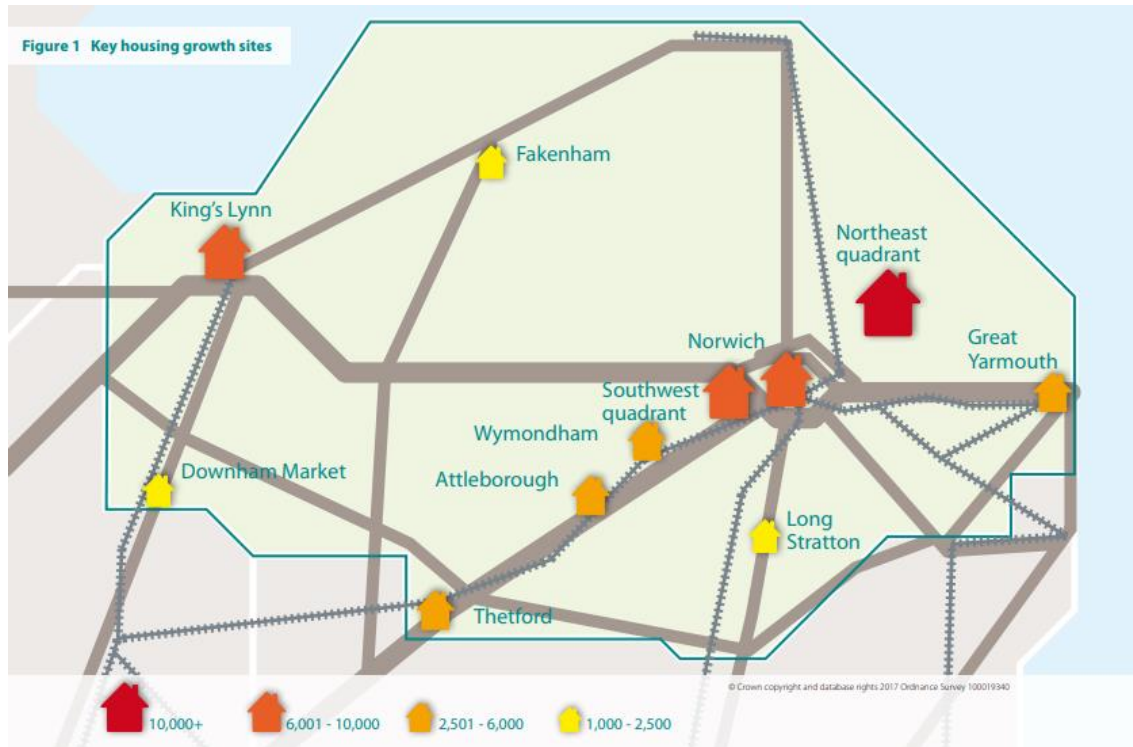 Figure 1 Key housing growth sites
Fakenham
King's Lynn
Northeast
quadrant
Norwich
Great
Yarmouth
Southwest
quadrant
Wymondham
Attleborough
Downham Market
Long
Stratton
Thetford
© Crown copyright and database rights 2017 Ordnance Survey 100019340
10,000+
6,001 - 10,000
2,501 - 6,000
1,000 - 2,500